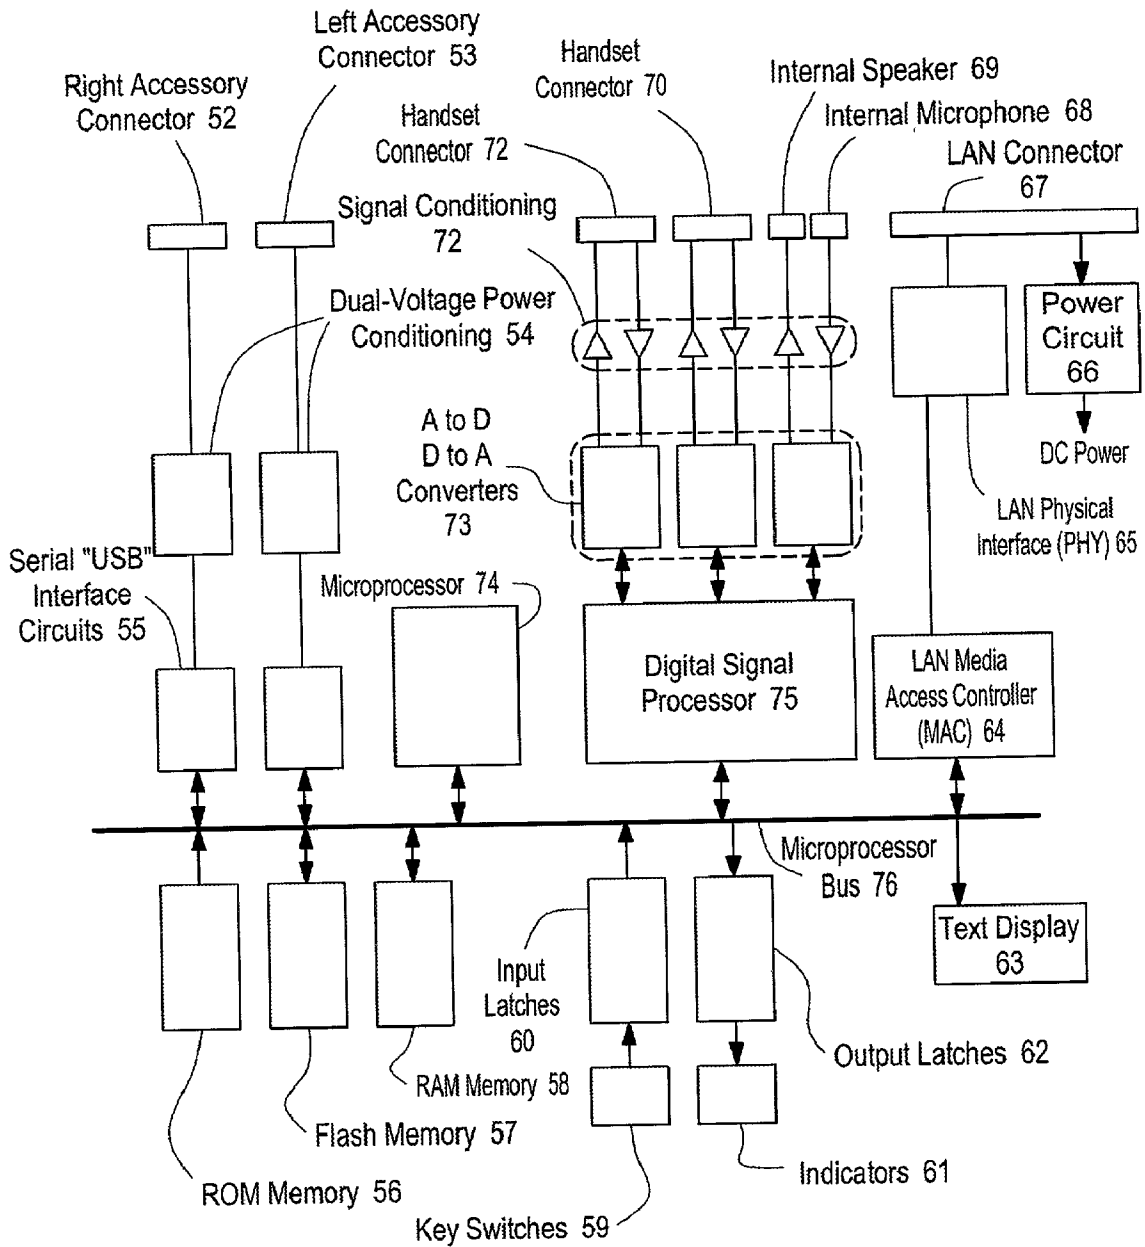 Left Accessory
Connector 53
Right Accessory
Connector 52
Handset
Connector 72
Handset
Connector 70
Internal Speaker 69
Internal Microphone 68
LAN Connector
67
Signal Conditioning
72
Dual-Voltage Power
Conditioning 54
Power
Circuit
66
DC Power
A to D
D to A
Converters
73
LAN Physical
Interface (PHY) 65
Serial "USB"
Interface
Circuits 55
Microprocessor 74
Digital Signal
Processor 75
LAN Media
Access Controller
(MAC) 64
Microprocessor
Bus 76
Text Display
63
Input
Latches
60
Output Latches 62
RAM Memory 58
Flash Memory 57
Indicators 61
ROM Memory 56
Key Switches 59